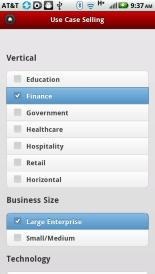 AT&T 9:37 AM
Use Case Selling
Vertical
Education
Finance
Government
Healthcare
Hospitality
Retail
Horizontal
Business Size
Large Enterprise
Small/Medium
Technology